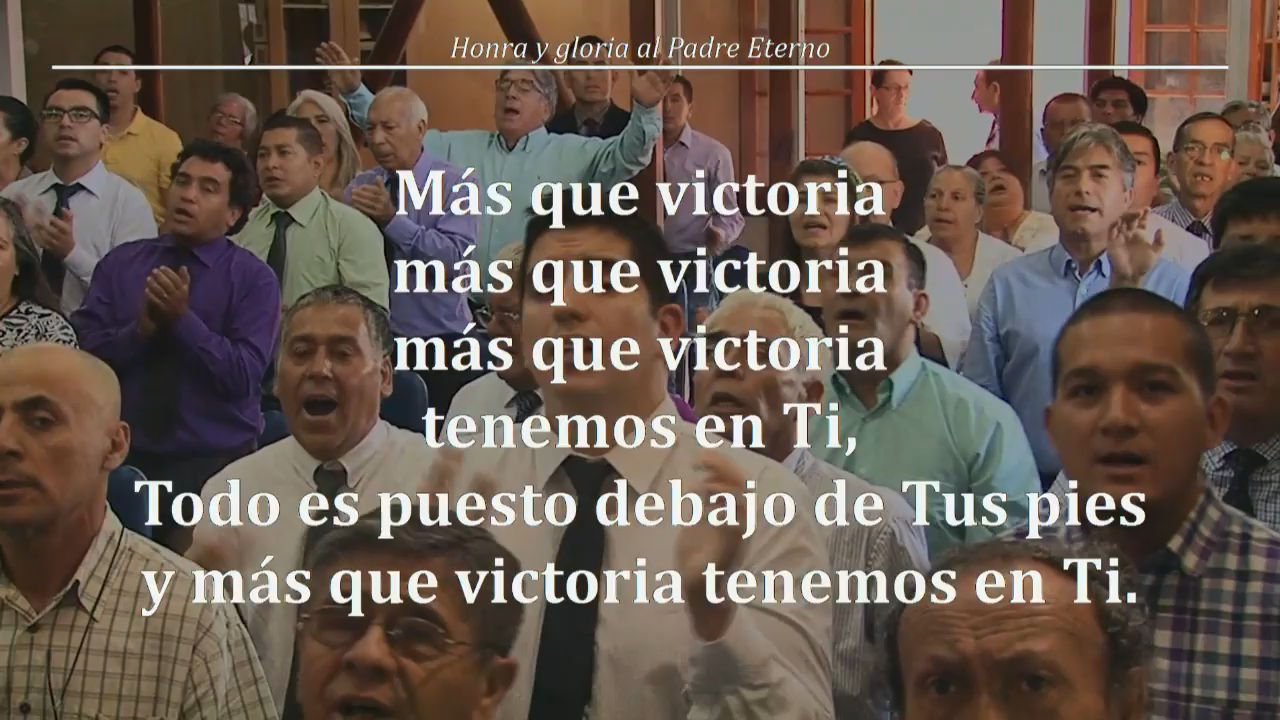 Honra y gloria al Padre Eterno
Más que victoria
más que victoria
más que victoria
tenemos en Ti,
Todo es puesto debajo de Tus pies
y más que victoria tenemos en Ti.